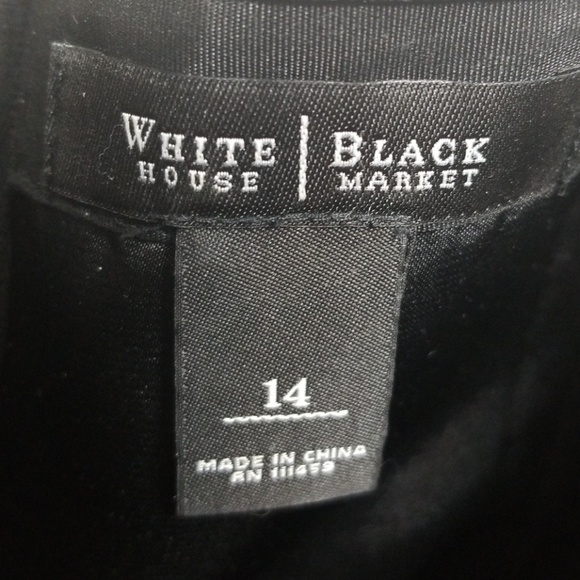 WHITE | BLACK
HOUSE | MARKET
14
MADE IN CHINA
RN 111459